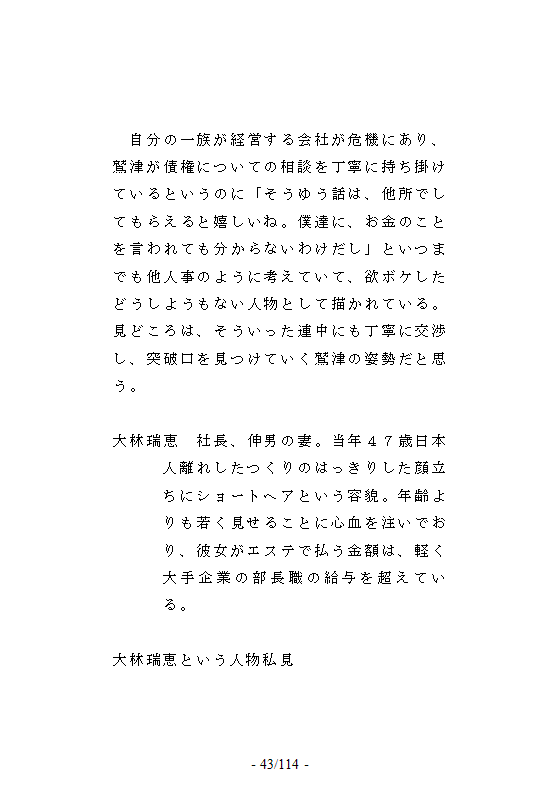 自分の一族が経営する会社が危機にあり、
鷲津が債権についての相談を丁寧に持ち掛け
ているというのに「そうゆう話は、他所でし
てもらえると嬉しいね。僕達に、お金のこと
を言われても分からないわけだし」といつま
でも他人事のように考えていて、欲ボケした
どうしようもない人物として描かれている。
見どころは、そういった連中にも丁寧に交渉
し、突破口を見つけていく鷲津の姿勢だと思
う。
大林瑞恵　社長、伸男の妻。当年４７歳日本
人離れしたつくりのはっきりした顔立
ちにショートヘアという容貌。年齢よ
りも若く見せることに心血を注いでお
り、彼女がエステで払う金額は、軽く
大手企業の部長職の給与を超えてい
る。
大林瑞恵という人物私見
- 43/114 -